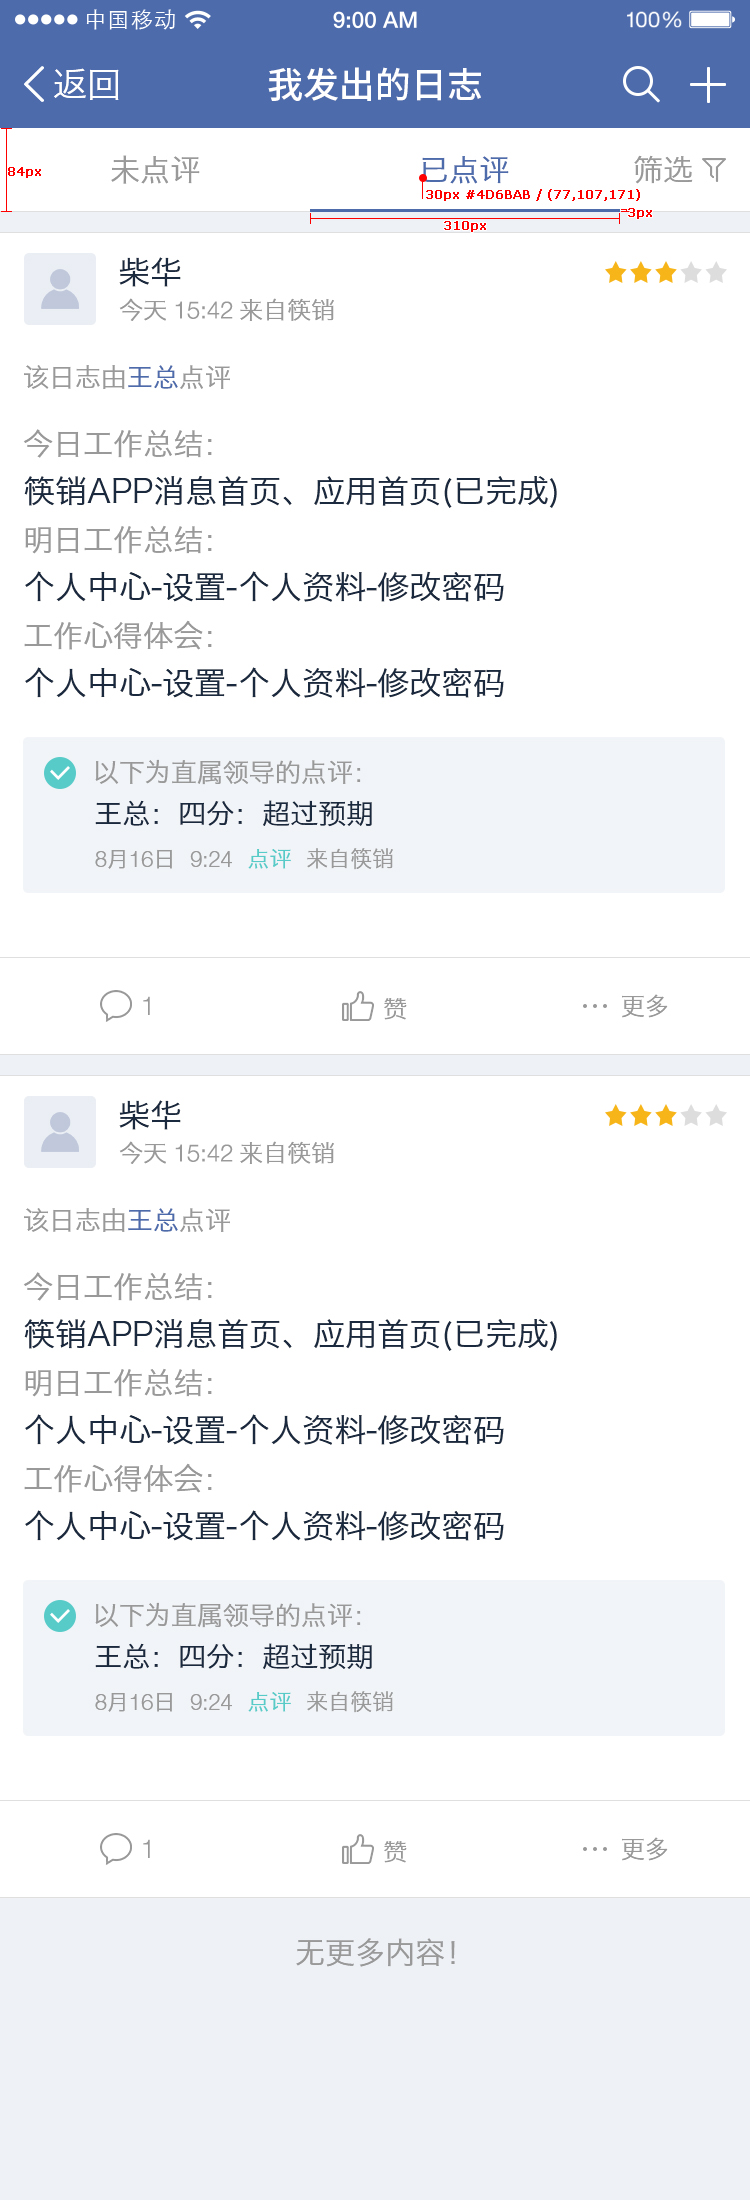 中国移动 9:00 AM 100%
返回 我发出的日志
未点评 已点评 筛选
84px
30px #4D6BAB / (77,107,171)
3px
310px
柴华
今天 15:42 来自筷销
该日志由王总点评
今日工作总结：
筷销APP消息首页、应用首页(已完成)
明日工作总结：
个人中心-设置-个人资料-修改密码
工作心得体会：
个人中心-设置-个人资料-修改密码
以下为直属领导的点评：
王总：四分：超过预期
8月16日 9:24 点评 来自筷销
1 赞 更多
柴华
今天 15:42 来自筷销
该日志由王总点评
今日工作总结：
筷销APP消息首页、应用首页(已完成)
明日工作总结：
个人中心-设置-个人资料-修改密码
工作心得体会：
个人中心-设置-个人资料-修改密码
以下为直属领导的点评：
王总：四分：超过预期
8月16日 9:24 点评 来自筷销
1 赞 更多
无更多内容！